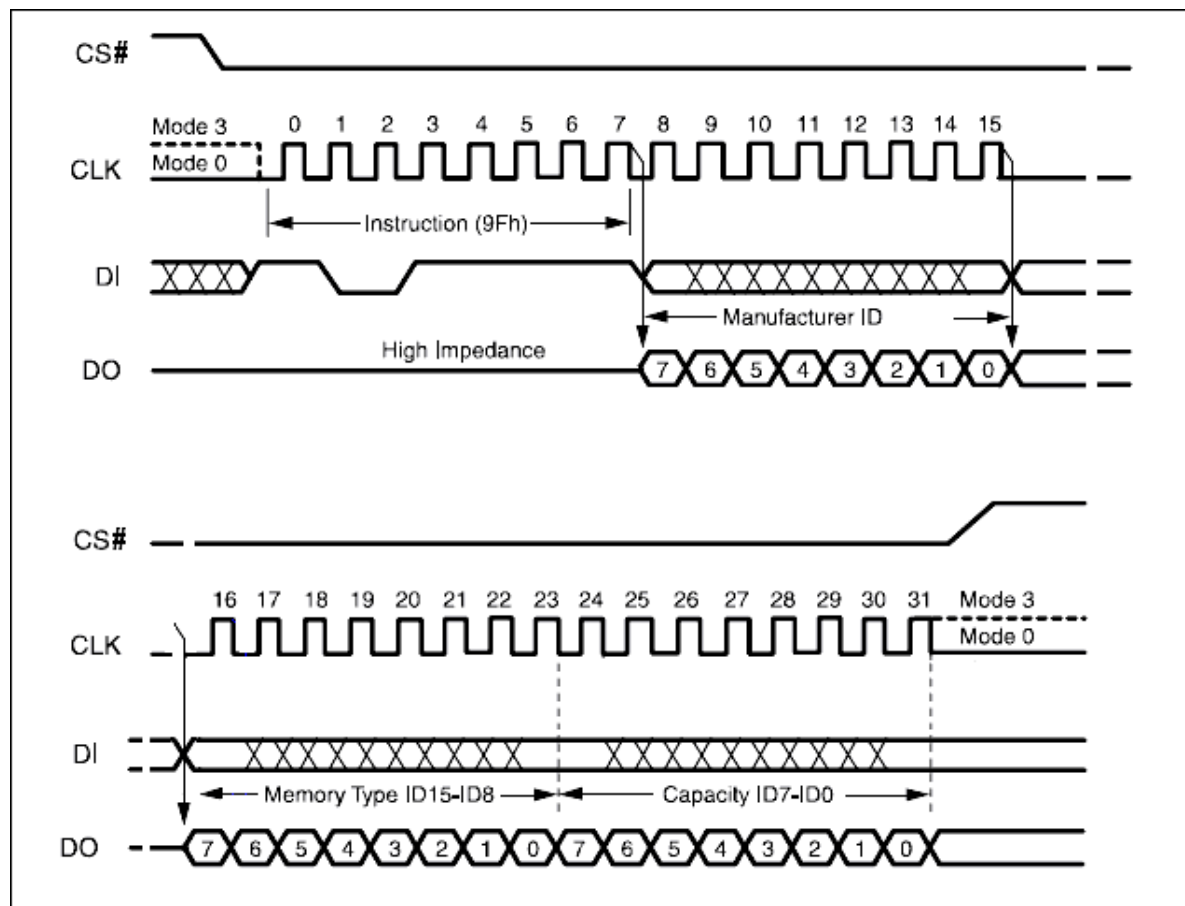 CS#
Mode 3
0 1 2 3 4 5 6 7 8 9 10 11 12 13 14 15
CLK
Mode 0
Instruction (9Fh)
DI
Manufacturer ID
High Impedance
DO
7 6 5 4 3 2 1 0
CS#
16 17 18 19 20 21 22 23 24 25 26 27 28 29 30 31
Mode 3
CLK
Mode 0
DI
Memory Type ID15-ID8
Capacity ID7-ID0
DO
7 6 5 4 3 2 1 0 7 6 5 4 3 2 1 0